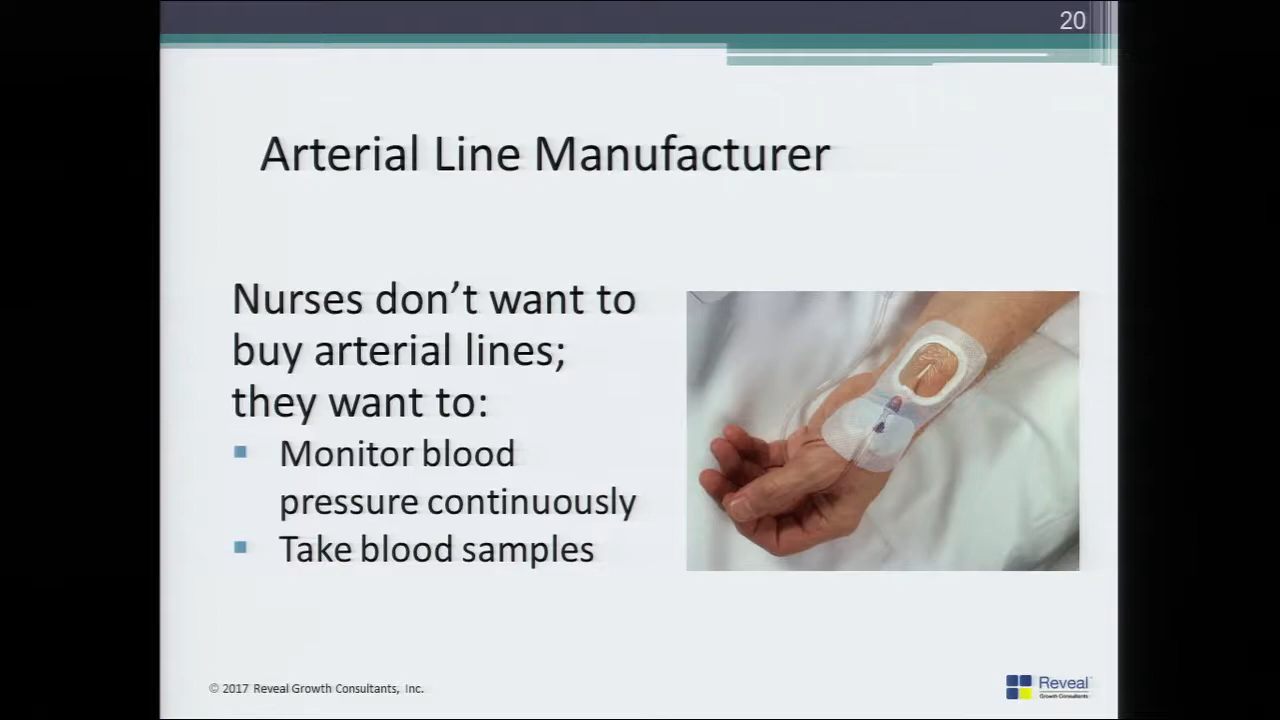 20
Arterial Line Manufacturer
Nurses don’t want to
buy arterial lines;
they want to:
Monitor blood
pressure continuously
Take blood samples
© 2017 Reveal Growth Consultants, Inc.
Reveal
Growth Consultants